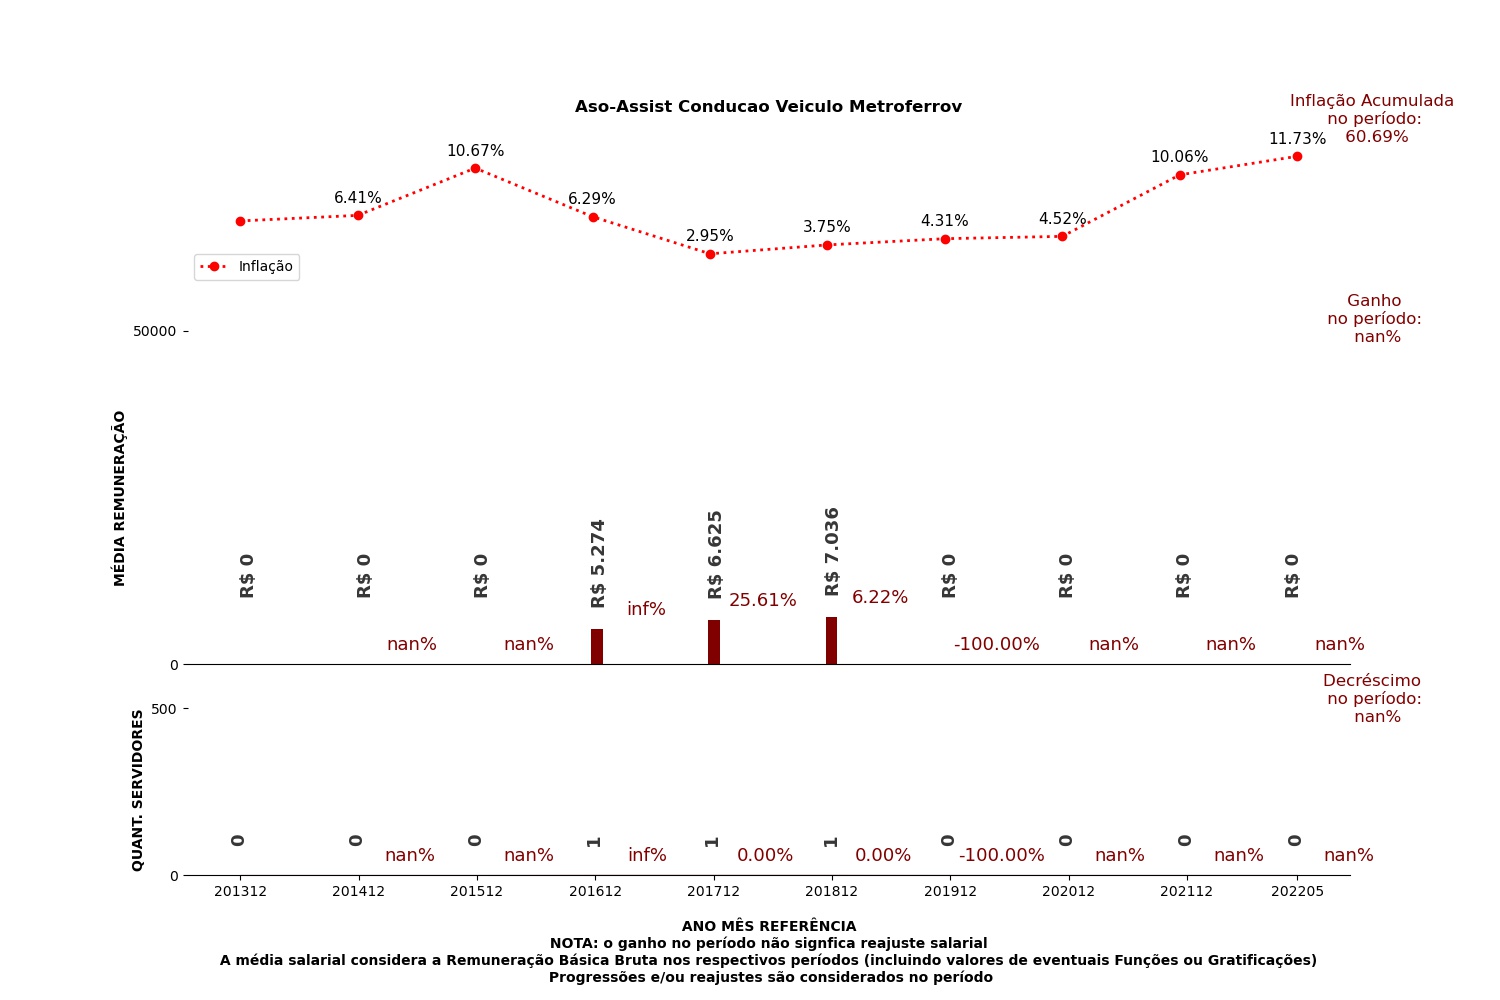 Aso-Assist Conducao Veiculo Metroferrov
Inflação Acumulada
no período:
60.69%
6.41%
10.67%
6.29%
2.95%
3.75%
4.31%
4.52%
10.06%
11.73%
Inflação
Ganho
no período:
nan%
50000
0
MÉDIA REMUNERAÇÃO
R$ 0
R$ 0
R$ 0
R$ 5.274
R$ 6.625
R$ 7.036
R$ 0
R$ 0
R$ 0
R$ 0
nan%
nan%
inf%
25.61%
6.22%
-100.00%
nan%
nan%
nan%
Decréscimo
no período:
nan%
500
0
QUANT. SERVIDORES
0
0
0
1
1
1
0
0
0
0
nan%
nan%
inf%
0.00%
0.00%
-100.00%
nan%
nan%
nan%
201312
201412
201512
201612
201712
201812
201912
202012
202112
202205
ANO MÊS REFERÊNCIA
NOTA: o ganho no período não signfica reajuste salarial
A média salarial considera a Remuneração Básica Bruta nos respectivos períodos (incluindo valores de eventuais Funções ou Gratificações)
Progressões e/ou reajustes são considerados no período